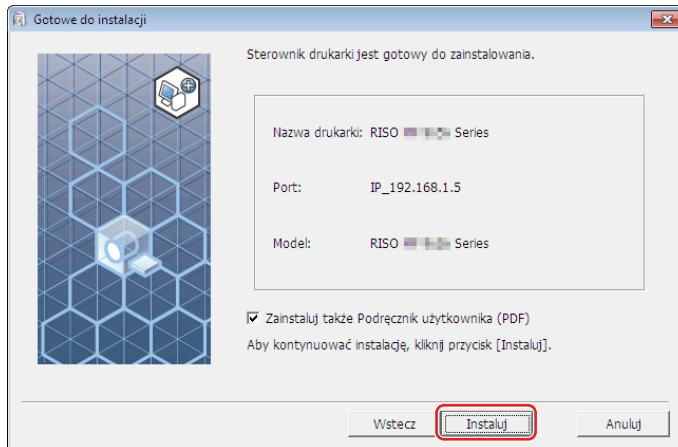 Gotowe do instalacji
Sterownik drukarki jest gotowy do zainstalowania.
Nazwa drukarki: RISO Series
Port: IP_192.168.1.5
Model: RISO Series
Zainstaluj także Podręcznik użytkownika (PDF)
Aby kontynuować instalację, kliknij przycisk [Instaluj].
Wstecz Instaluj Anuluj